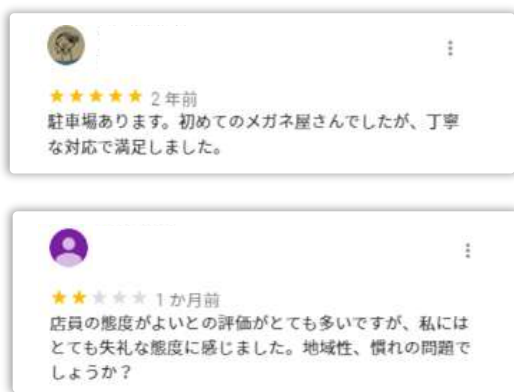 2 年前
駐車場あります。初めてのメガネ屋さんでしたが、丁寧
な対応で満足しました。
1 か月前
店員の態度がよいとの評価がとても多いですが、私には
とても失礼な態度に感じました。地域性、慣れの問題で
しょうか？